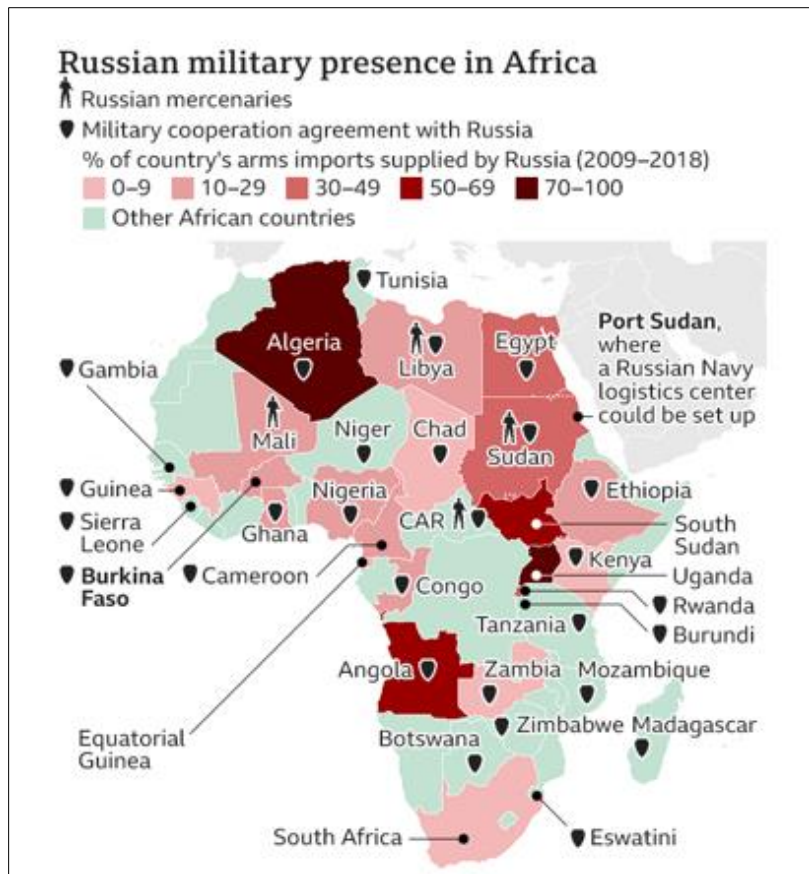 Russian military presence in Africa
Russian mercenaries
Military cooperation agreement with Russia
% of country's arms imports supplied by Russia (2009–2018)
0–9 10–29 30–49 50–69 70–100
Other African countries
Tunisia
Port Sudan,
where
a Russian Navy
logistics center
could be set up
Algeria
Libya
Egypt
Gambia
Mali
Niger
Chad
Sudan
Guinea
Nigeria
Ethiopia
Sierra
Leone
Ghana
CAR
South
Sudan
Burkina
Faso
Cameroon
Kenya
Uganda
Congo
Rwanda
Tanzania
Burundi
Angola
Zambia
Mozambique
Equatorial
Guinea
Botswana
Zimbabwe
Madagascar
South Africa
Eswatini